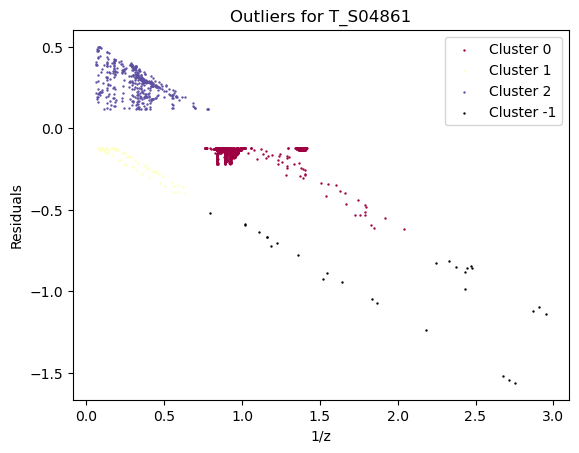 Outliers for T_S04861
Cluster 0
Cluster 1
Cluster 2
Cluster -1
Residuals
0.5
0.0
−0.5
−1.0
−1.5
0.0 0.5 1.0 1.5 2.0 2.5 3.0
1/z